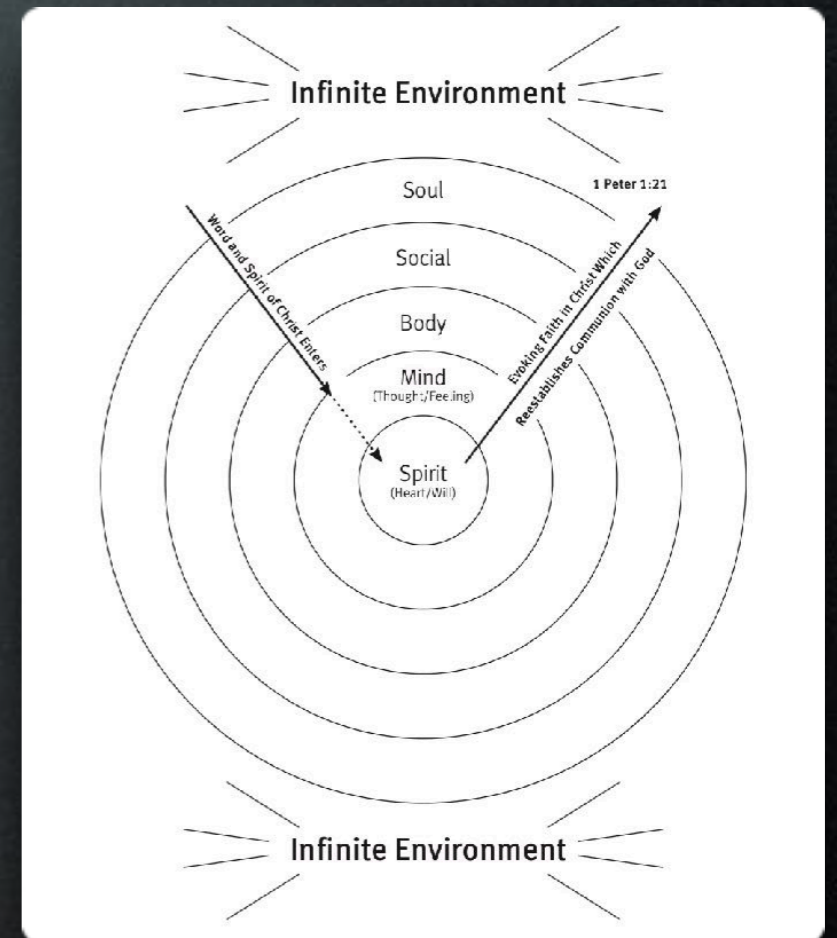 Infinite Environment
Soul
1 Peter 1:21
Word and Spirit of Christ Enters
Evoking Faith in Christ Which
Reestablishes Communion with God
Social
Body
Mind
(Thought/Feeling)
Spirit
(Heart/Will)
Infinite Environment